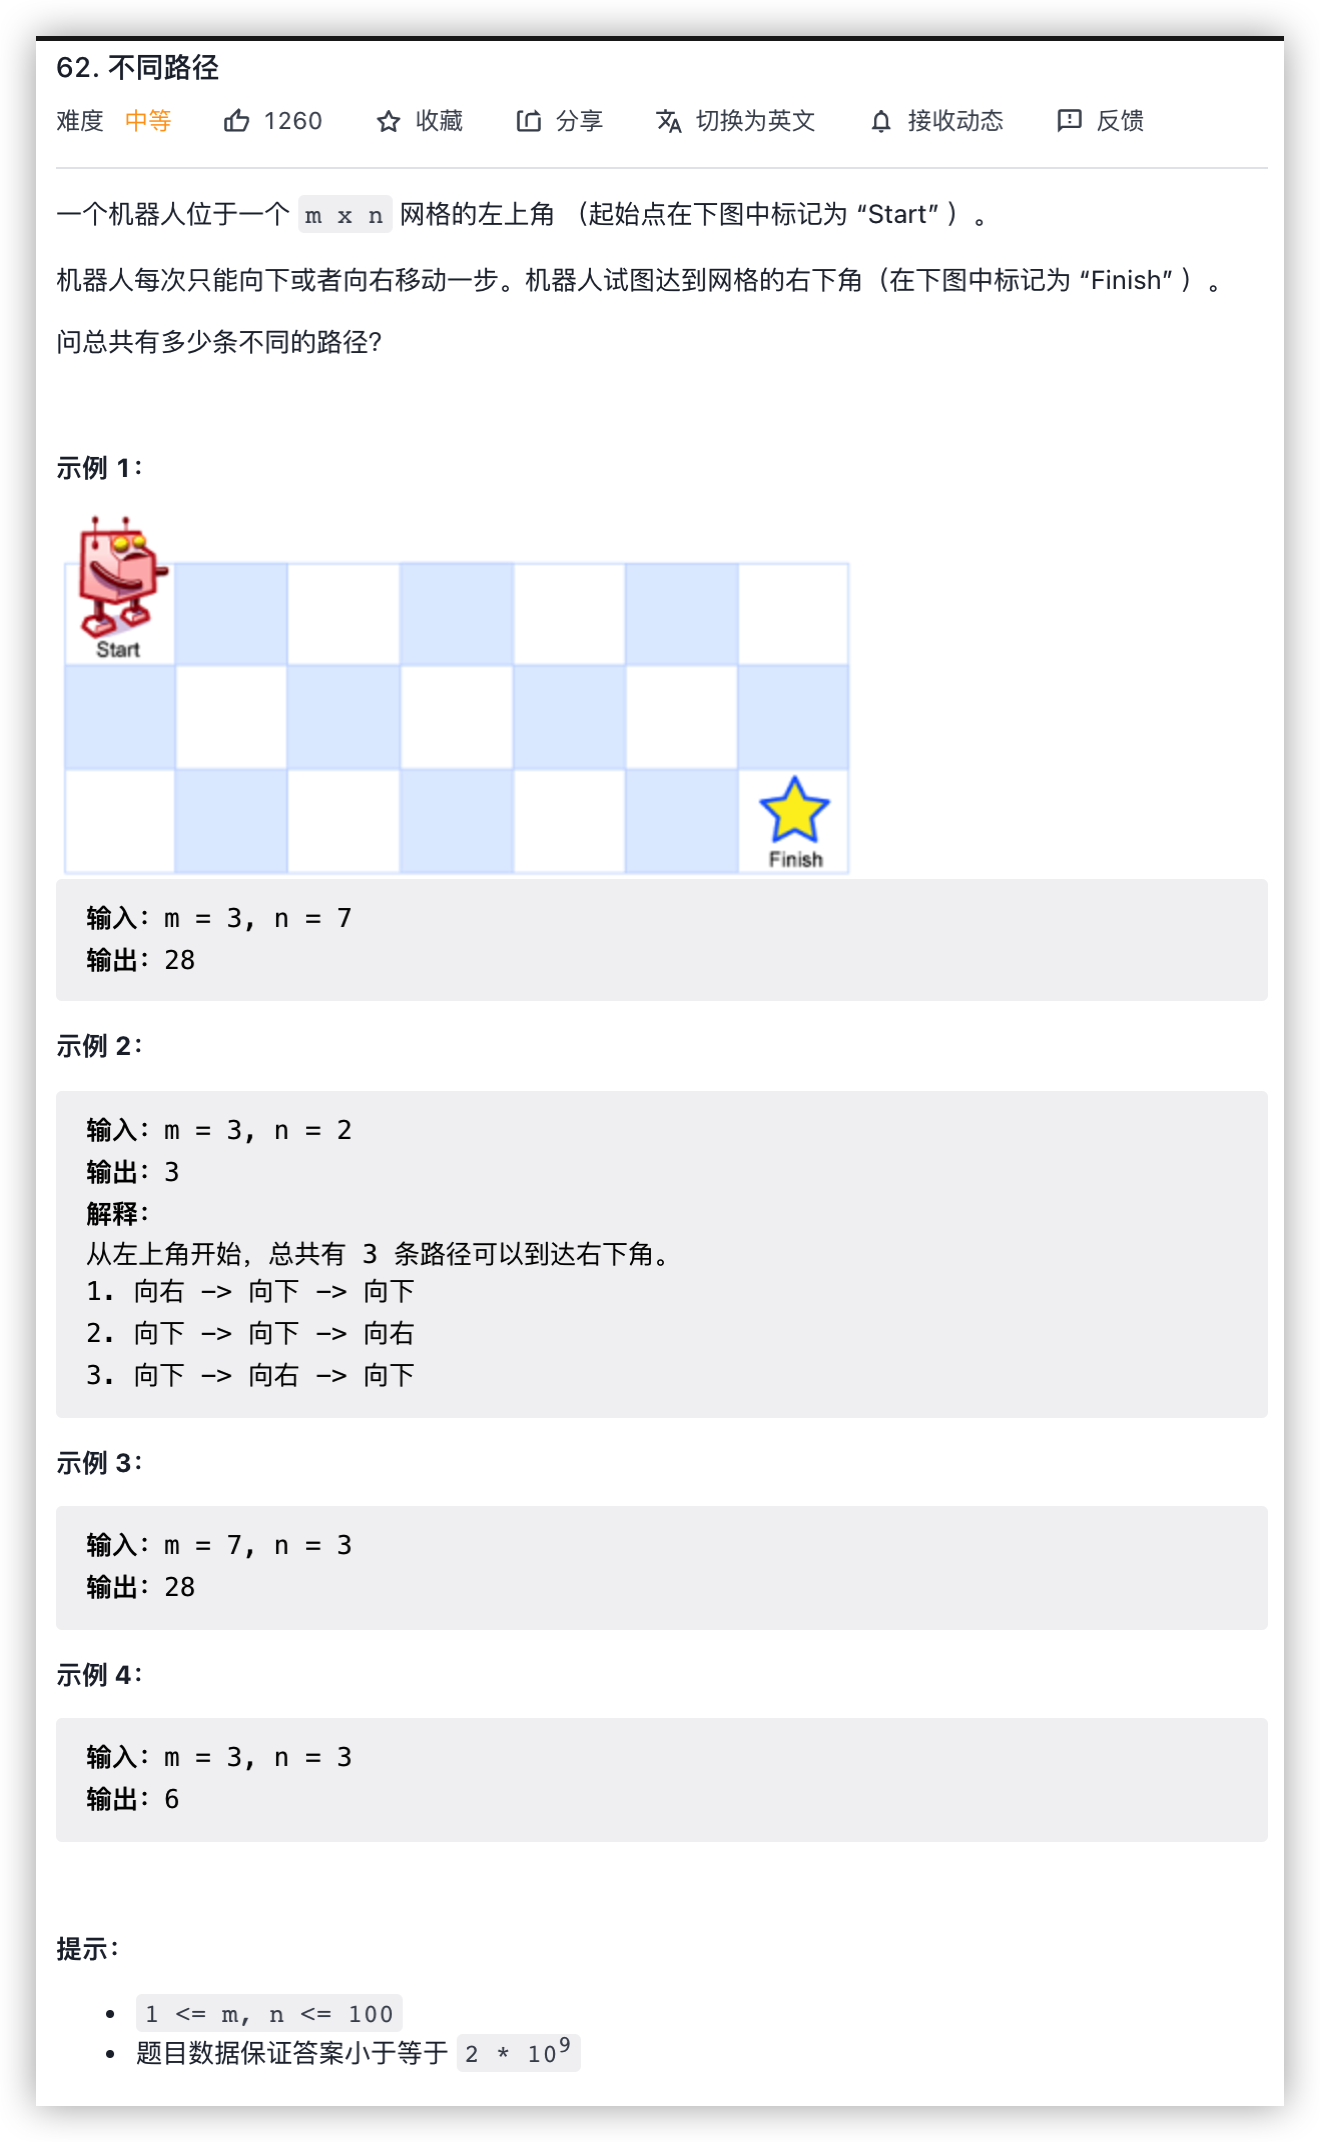 62. 不同路径
难度 中等 1260 收藏 分享 切换为英文 接收动态 反馈
一个机器人位于一个 m x n 网格的左上角 （起始点在下图中标记为 “Start” ）。
机器人每次只能向下或者向右移动一步。机器人试图达到网格的右下角（在下图中标记为 “Finish” ）。
问总共有多少条不同的路径？
示例 1：
Start
Finish
输入：m = 3, n = 7
输出：28
示例 2：
输入：m = 3, n = 2
输出：3
解释：
从左上角开始，总共有 3 条路径可以到达右下角。
1. 向右 -> 向下 -> 向下
2. 向下 -> 向下 -> 向右
3. 向下 -> 向右 -> 向下
示例 3：
输入：m = 7, n = 3
输出：28
示例 4：
输入：m = 3, n = 3
输出：6
提示：
• 1 <= m, n <= 100
• 题目数据保证答案小于等于 2 * 10⁹